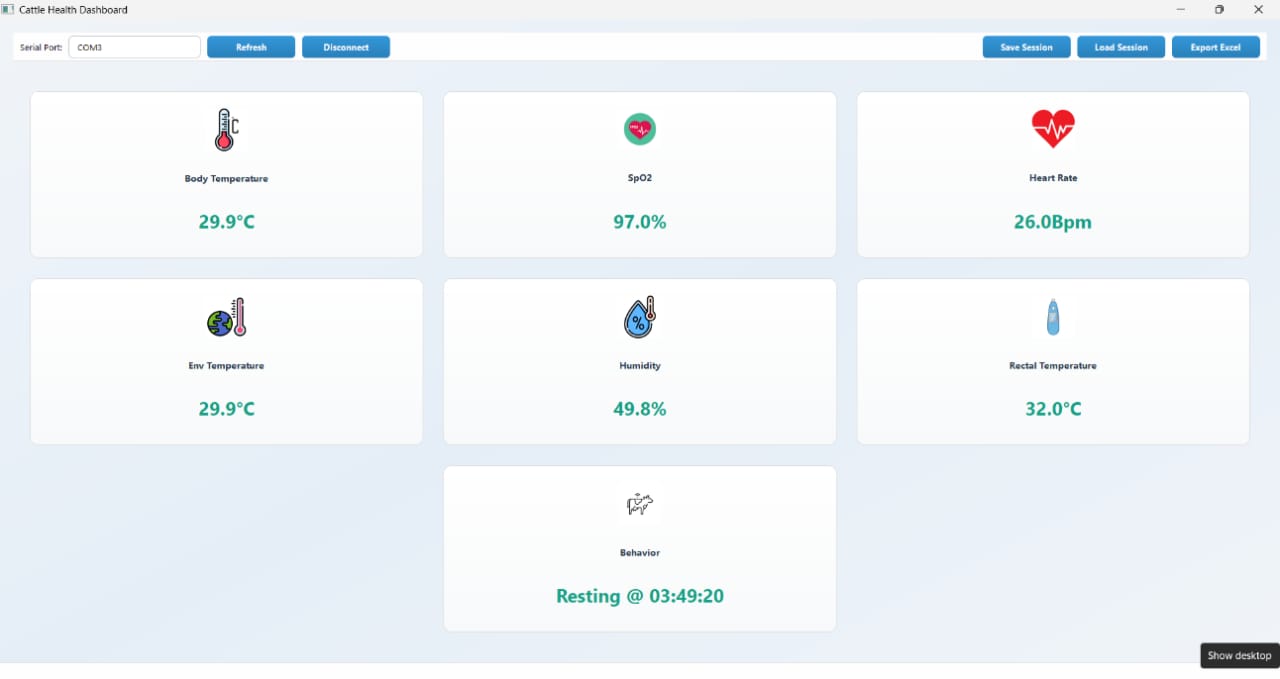 Cattle Health Dashboard
Serial Port: COM3 Refresh Disconnect Save Session Load Session Export Excel
Body Temperature SpO2 Heart Rate
29.9°C 97.0% 26.0Bpm
Env Temperature Humidity Rectal Temperature
29.9°C 49.8% 32.0°C
Behavior
Resting @ 03:49:20
Show desktop